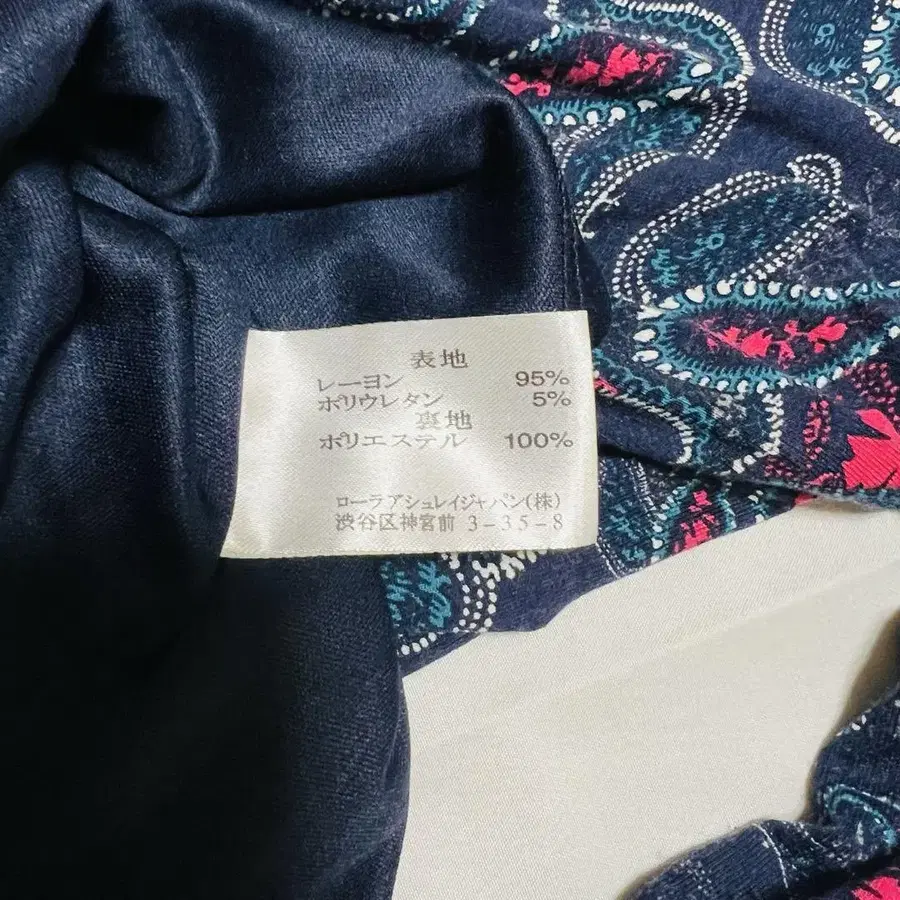 表地
レーヨン 95%
ポリウレタン 5%
裏地
ポリエステル 100%
ローラアシュレイジャパン(株)
渋谷区神宮前 3-35-8